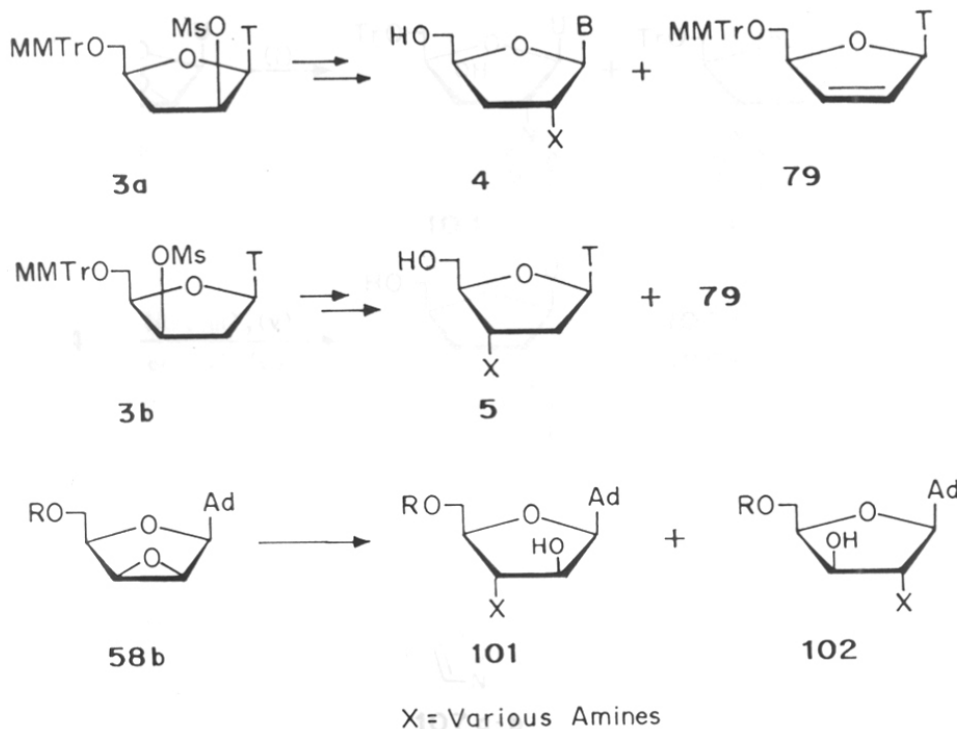 MMTrO MsO T O HO O B + MMTrO O T
X
3a 4 79
MMTrO OMs O T HO O T + 79
X
3b 5
RO O Ad O RO O Ad HO X + RO O Ad OH X
58b 101 102
X = Various Amines